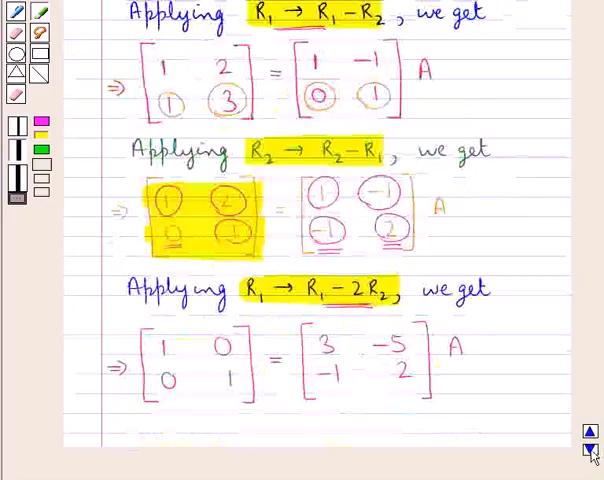 Applying R₁ → R₁ - R₂, we get
⇒ [1 2 = [1 -1 A
1 3] 0 1]
Applying R₂ → R₂ - R₁, we get
⇒ [1 2 = [1 -1 A
0 1] -1 2]
Applying R₁ → R₁ - 2R₂, we get
⇒ [1 0 = [3 -5 A
0 1] -1 2]